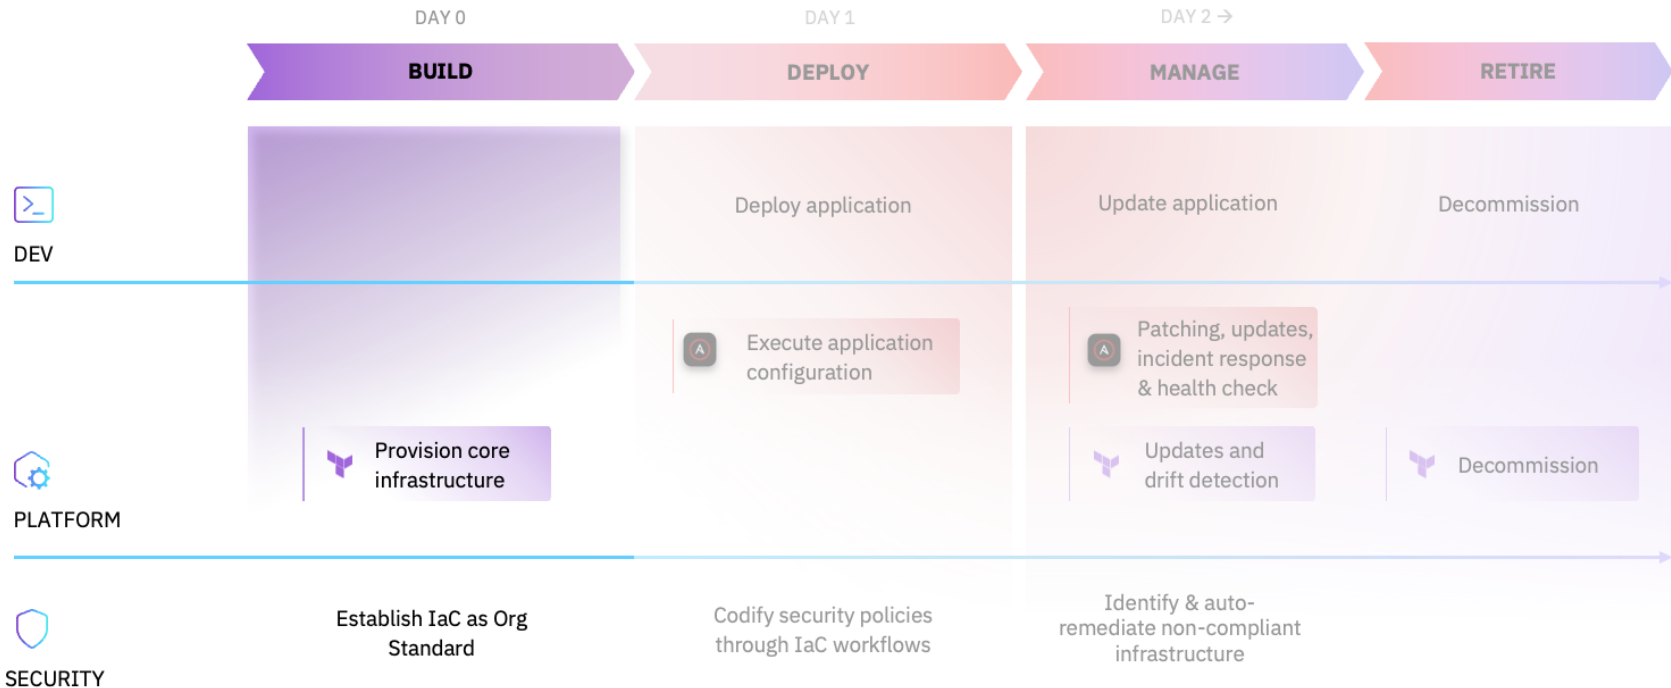 DAY 0
DAY 1
DAY 2 →
BUILD
DEPLOY
MANAGE
RETIRE
DEV
Deploy application
Update application
Decommission
PLATFORM
Execute application
configuration
Patching, updates,
incident response
& health check
Provision core
infrastructure
Updates and
drift detection
Decommission
SECURITY
Establish IaC as Org
Standard
Codify security policies
through IaC workflows
Identify & auto-
remediate non-compliant
infrastructure